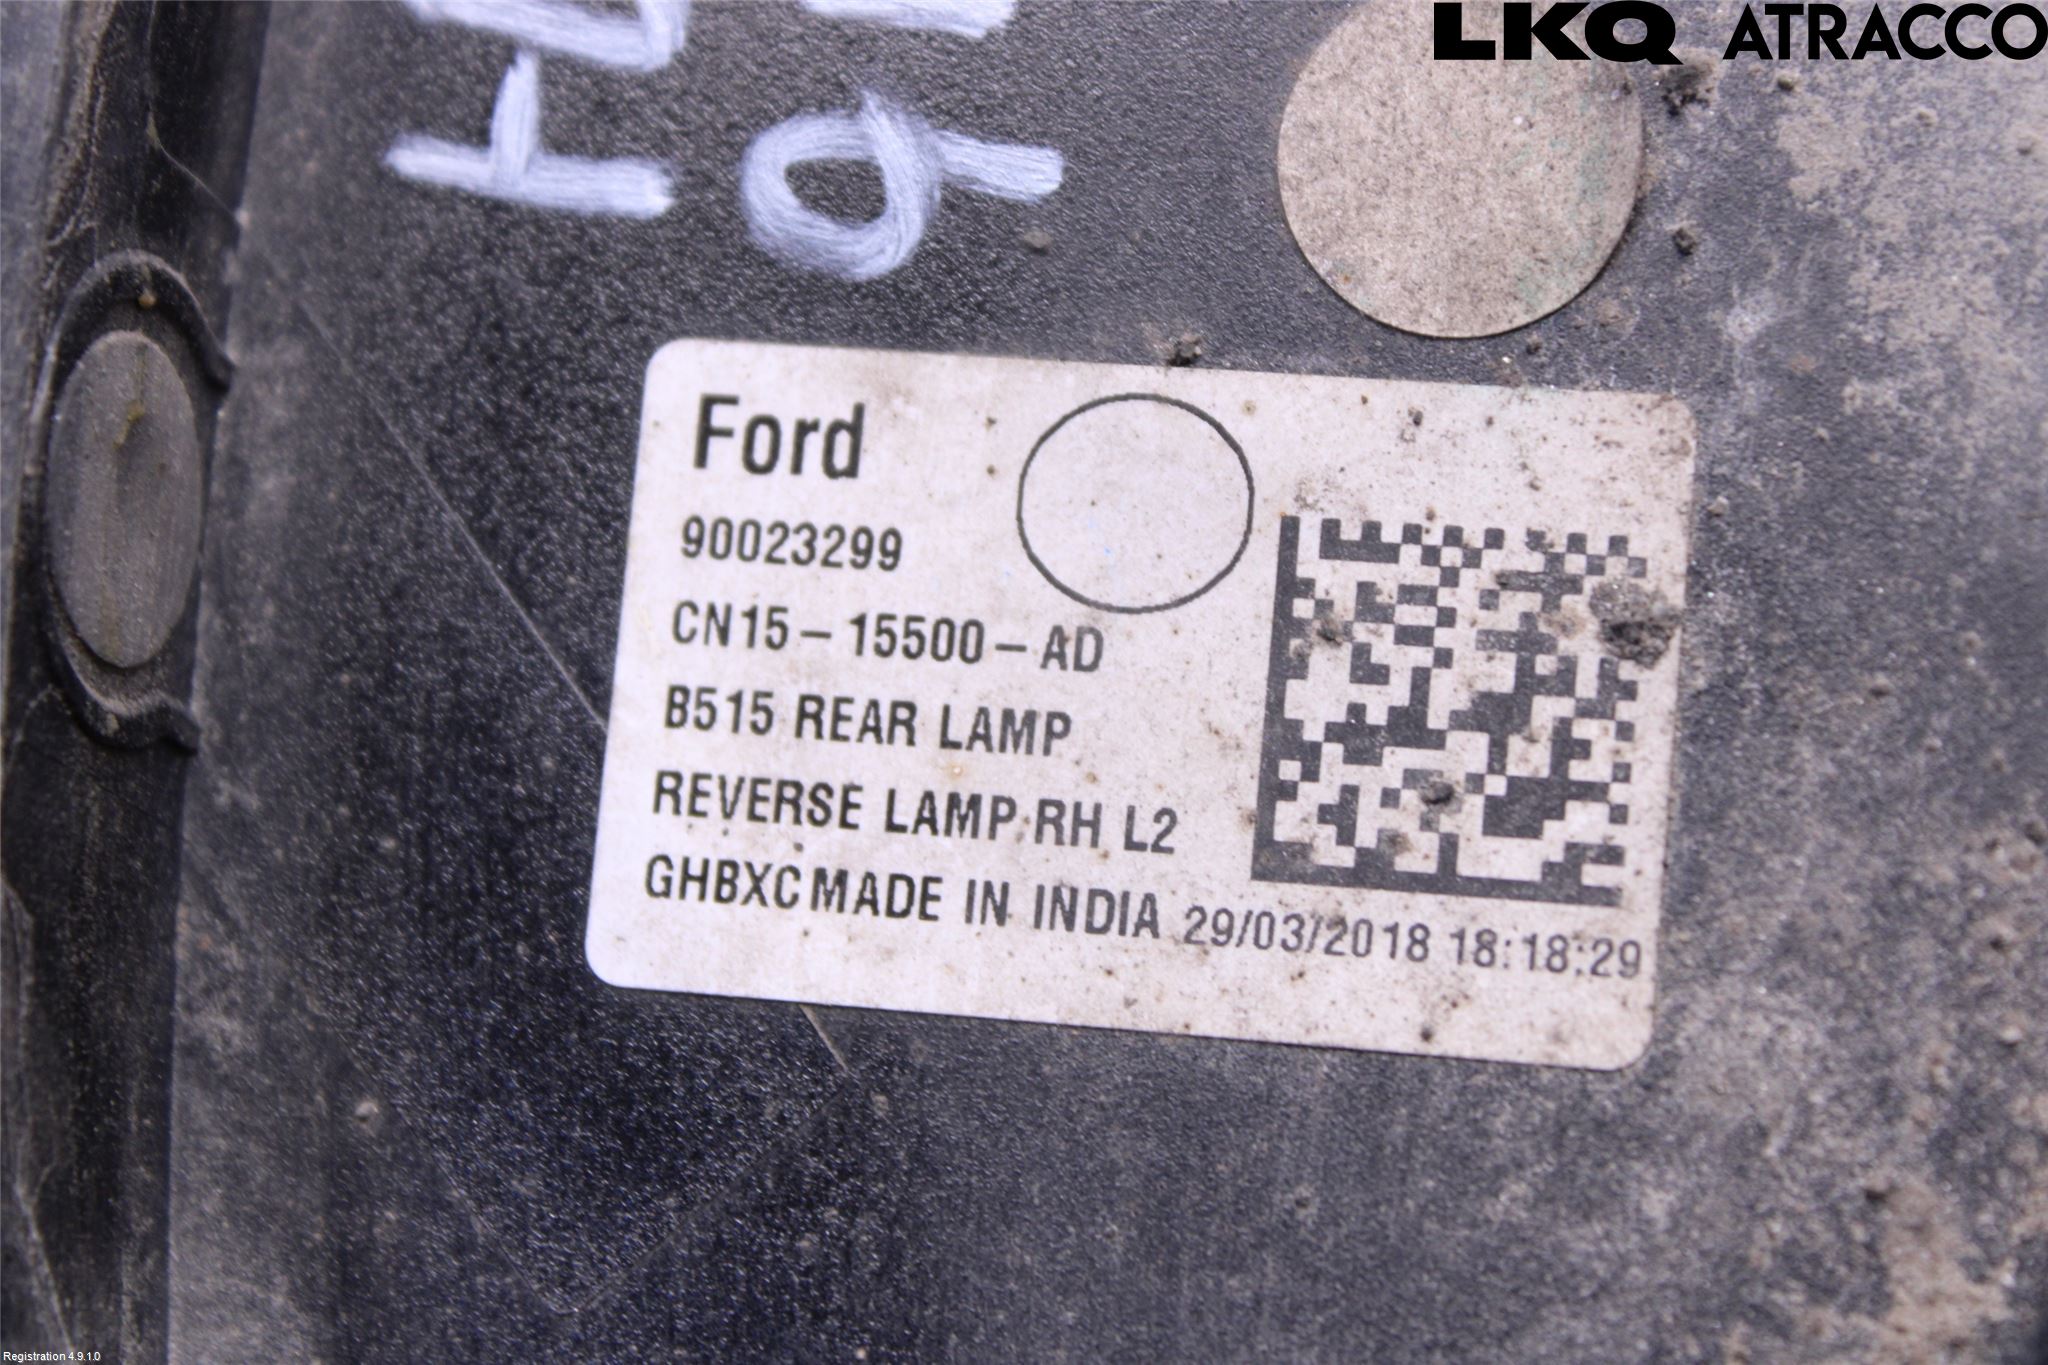 LKQ ATRACCO
Ford
90023299
CN15-15500-AD
B515 REAR LAMP
REVERSE LAMP RH L2
GHBXC MADE IN INDIA 29/03/2018 18:18:29
Registration 4.9.1.0